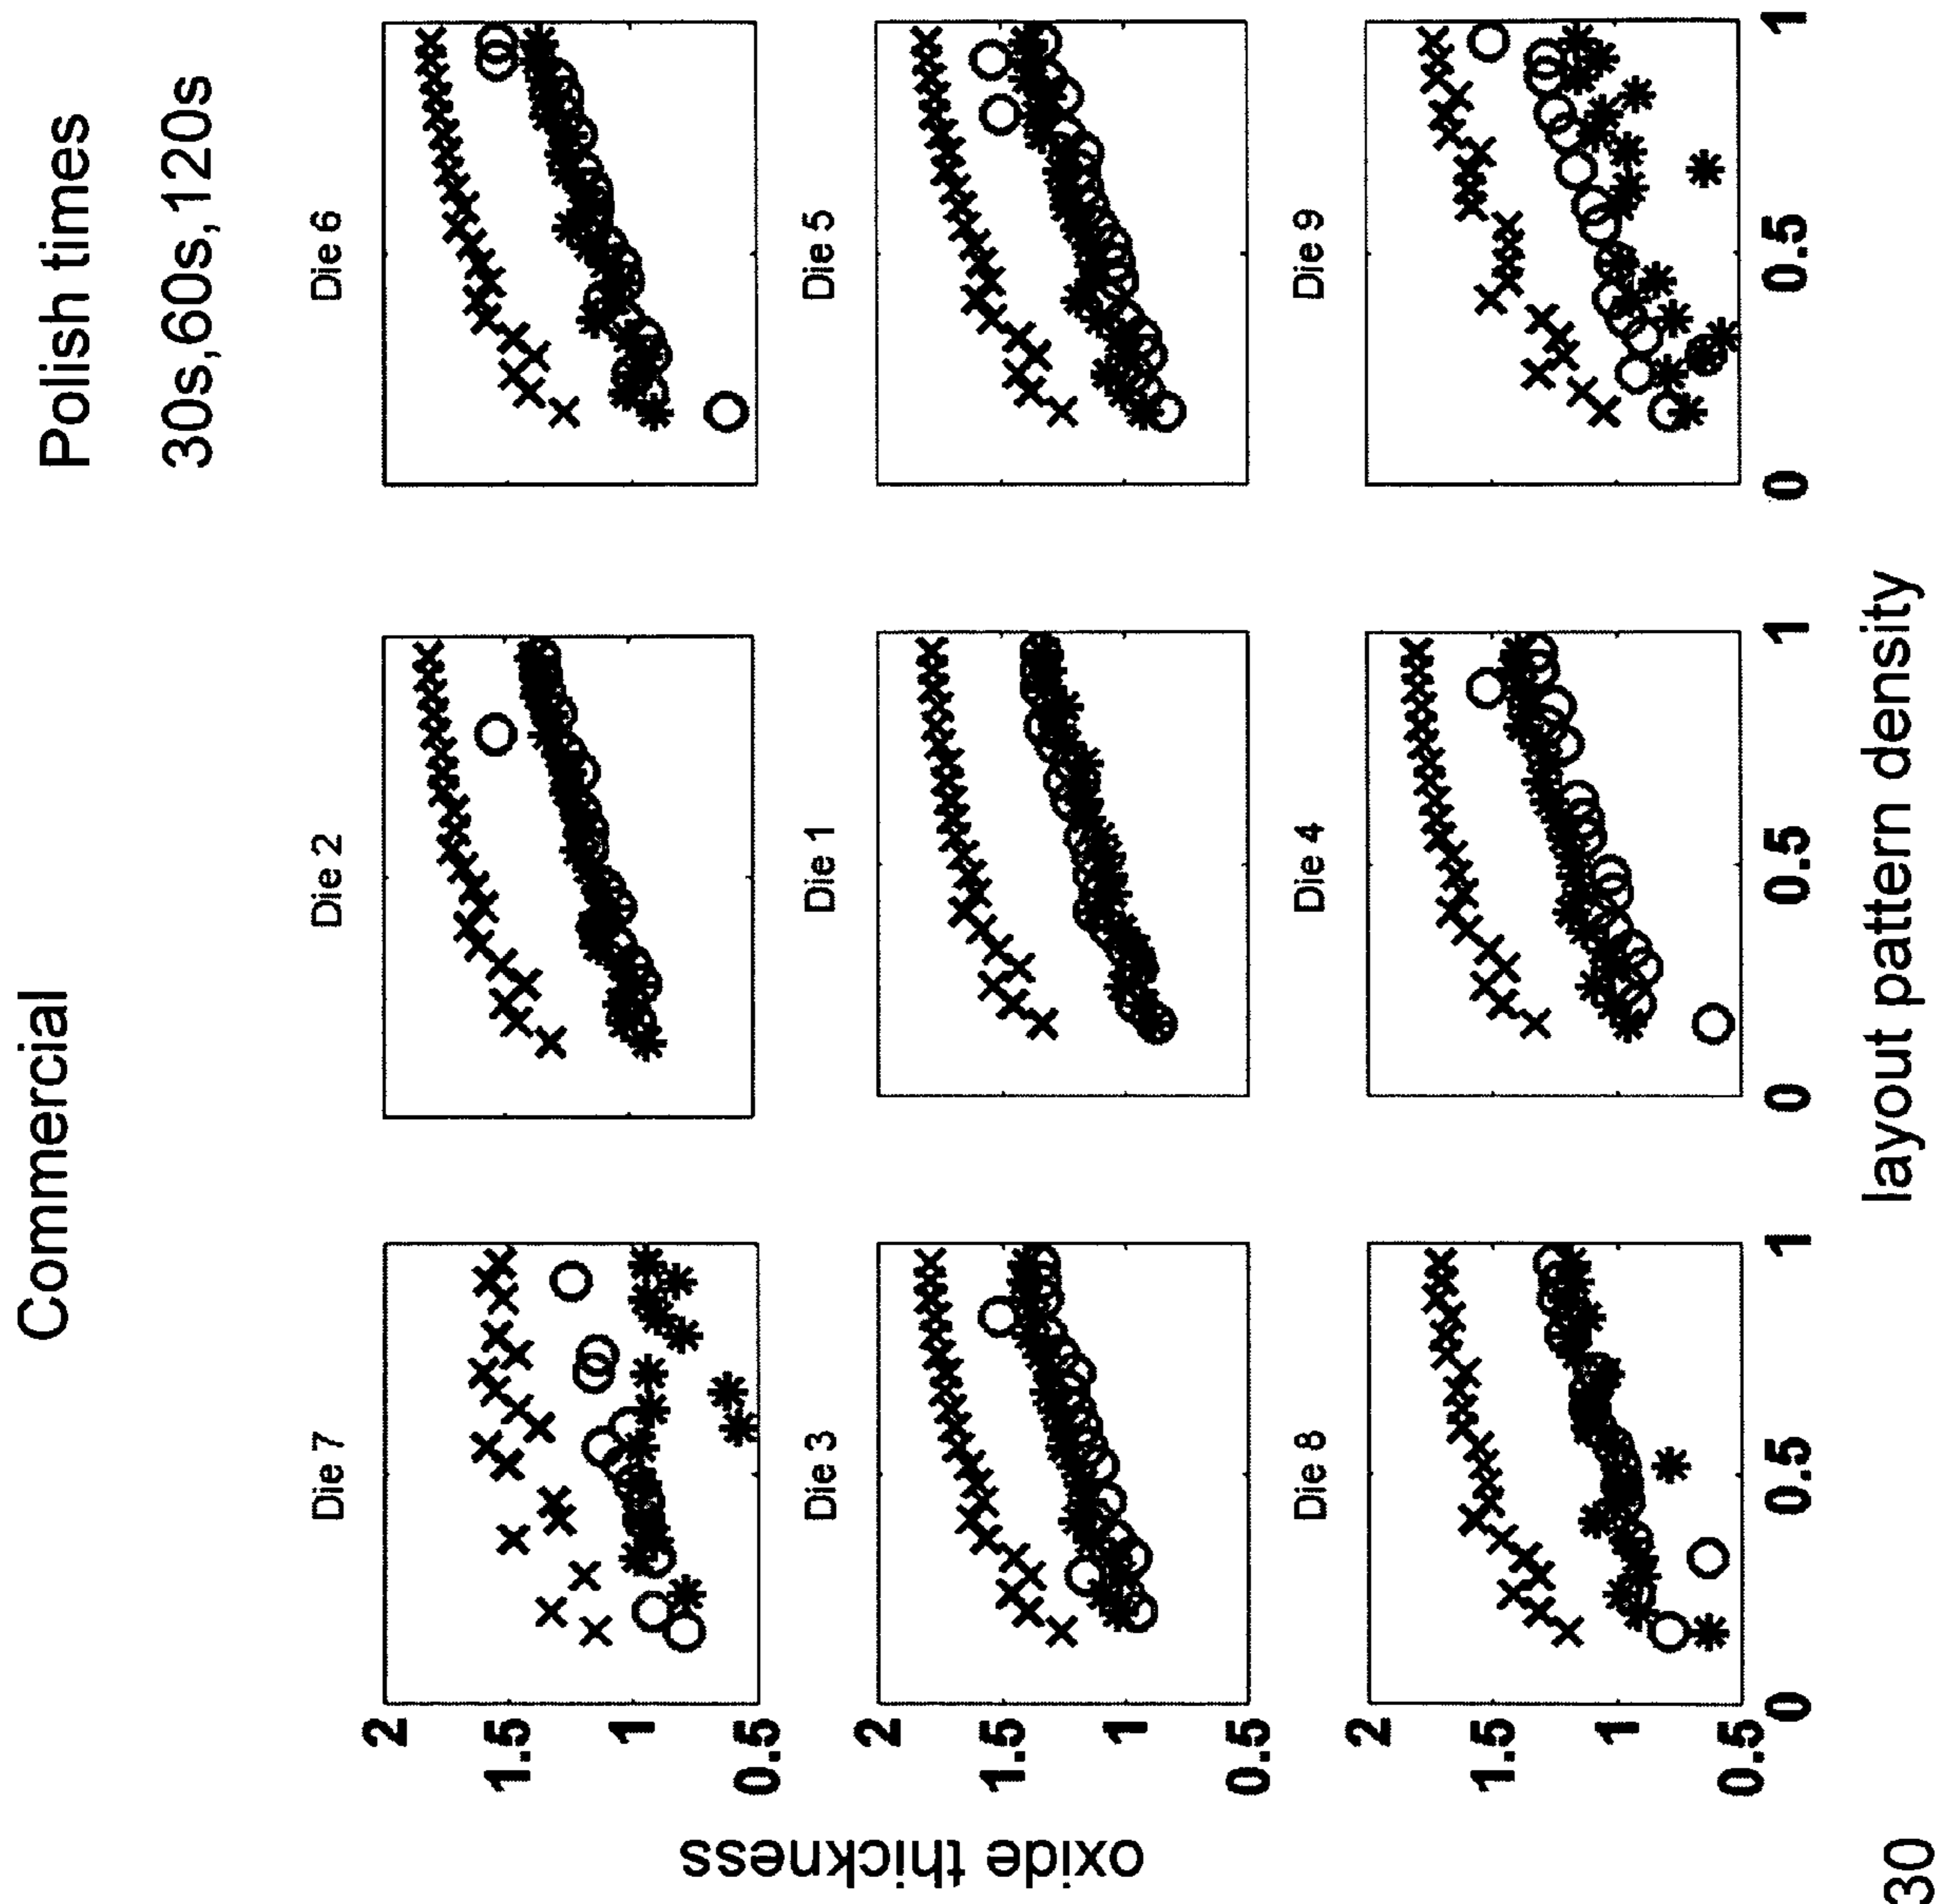 Commercial
Polish times
30s,60s,120s
Die 7
Die 2
Die 6
2
1.5
1
0.5
Die 3
Die 1
Die 5
2
1.5
1
0.5
oxide thickness
Die 8
Die 4
Die 9
2
1.5
1
0.5
0 0.5 1
0 0.5 1
0 0.5 1
layout pattern density
30